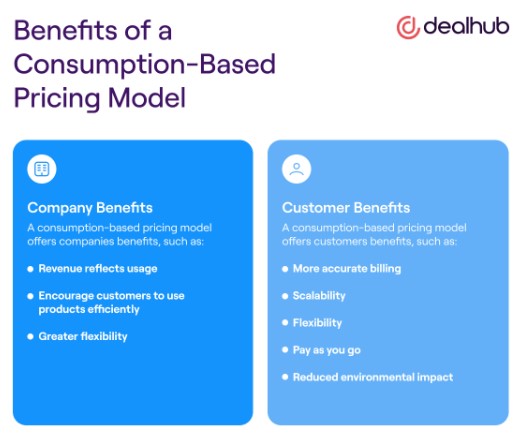 Benefits of a
Consumption-Based
Pricing Model
dealhub
Company Benefits
A consumption-based pricing model
offers companies benefits, such as:
Revenue reflects usage
Encourage customers to use
products efficiently
Greater flexibility
Customer Benefits
A consumption-based pricing model
offers customers benefits, such as:
More accurate billing
Scalability
Flexibility
Pay as you go
Reduced environmental impact